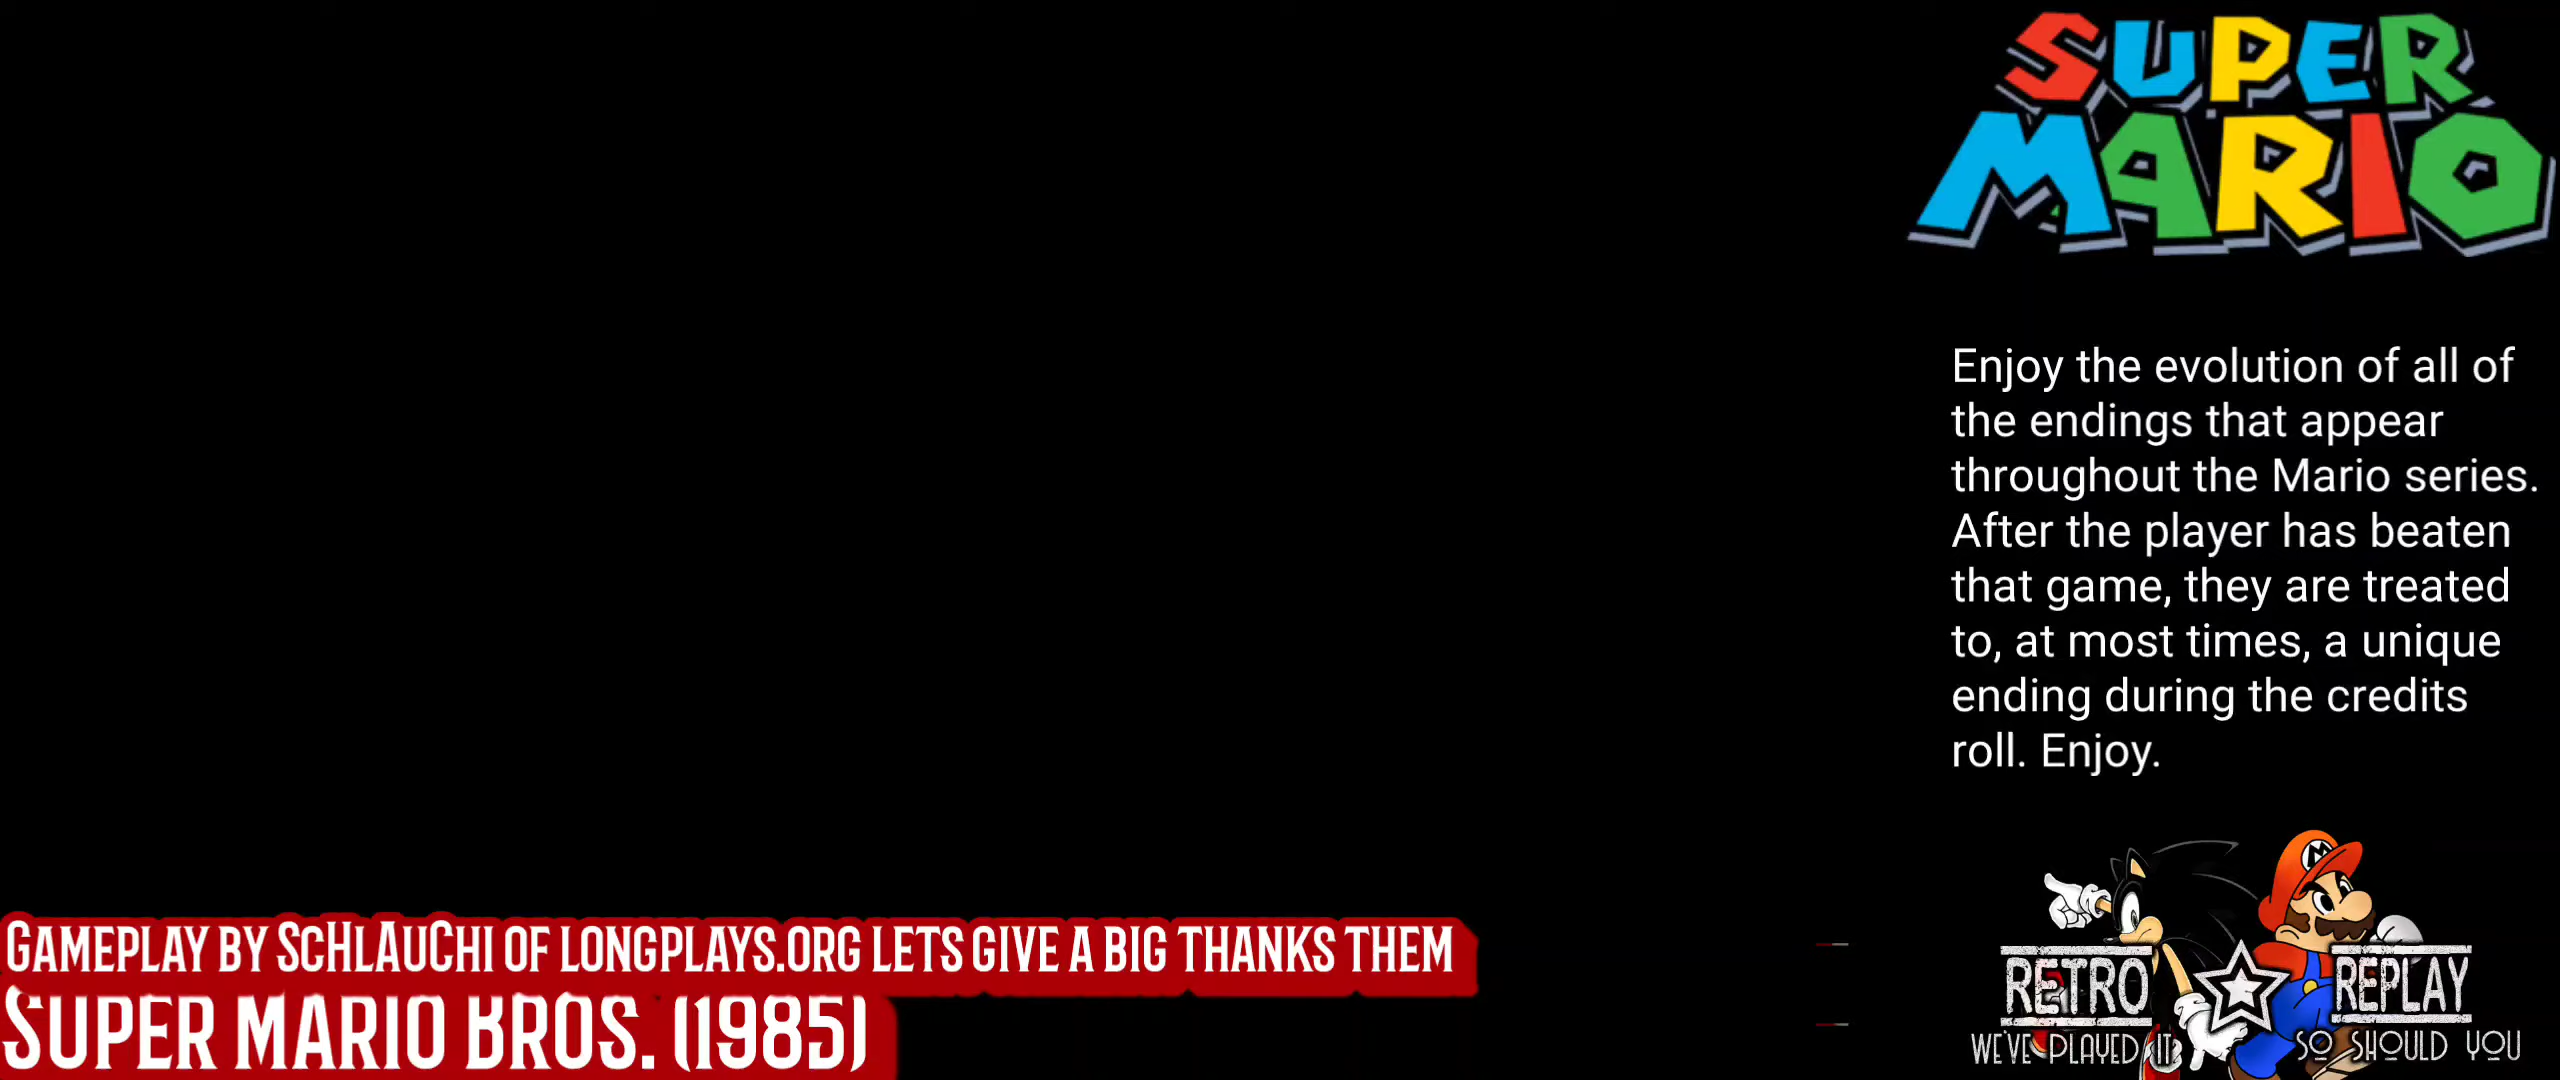 SUPER
MARIO
Enjoy the evolution of all of
the endings that appear
throughout the Mario series.
After the player has beaten
that game, they are treated
to, at most times, a unique
ending during the credits
roll. Enjoy.
GAMEPLAY BY SCHLAUCHI OF LONGPLAYS.ORG LETS GIVE A BIG THANKS THEM
SUPER MARIO BROS. (1985)
M
RETRO REPLAY
WE'VE PLAYED IT SO SHOULD YOU